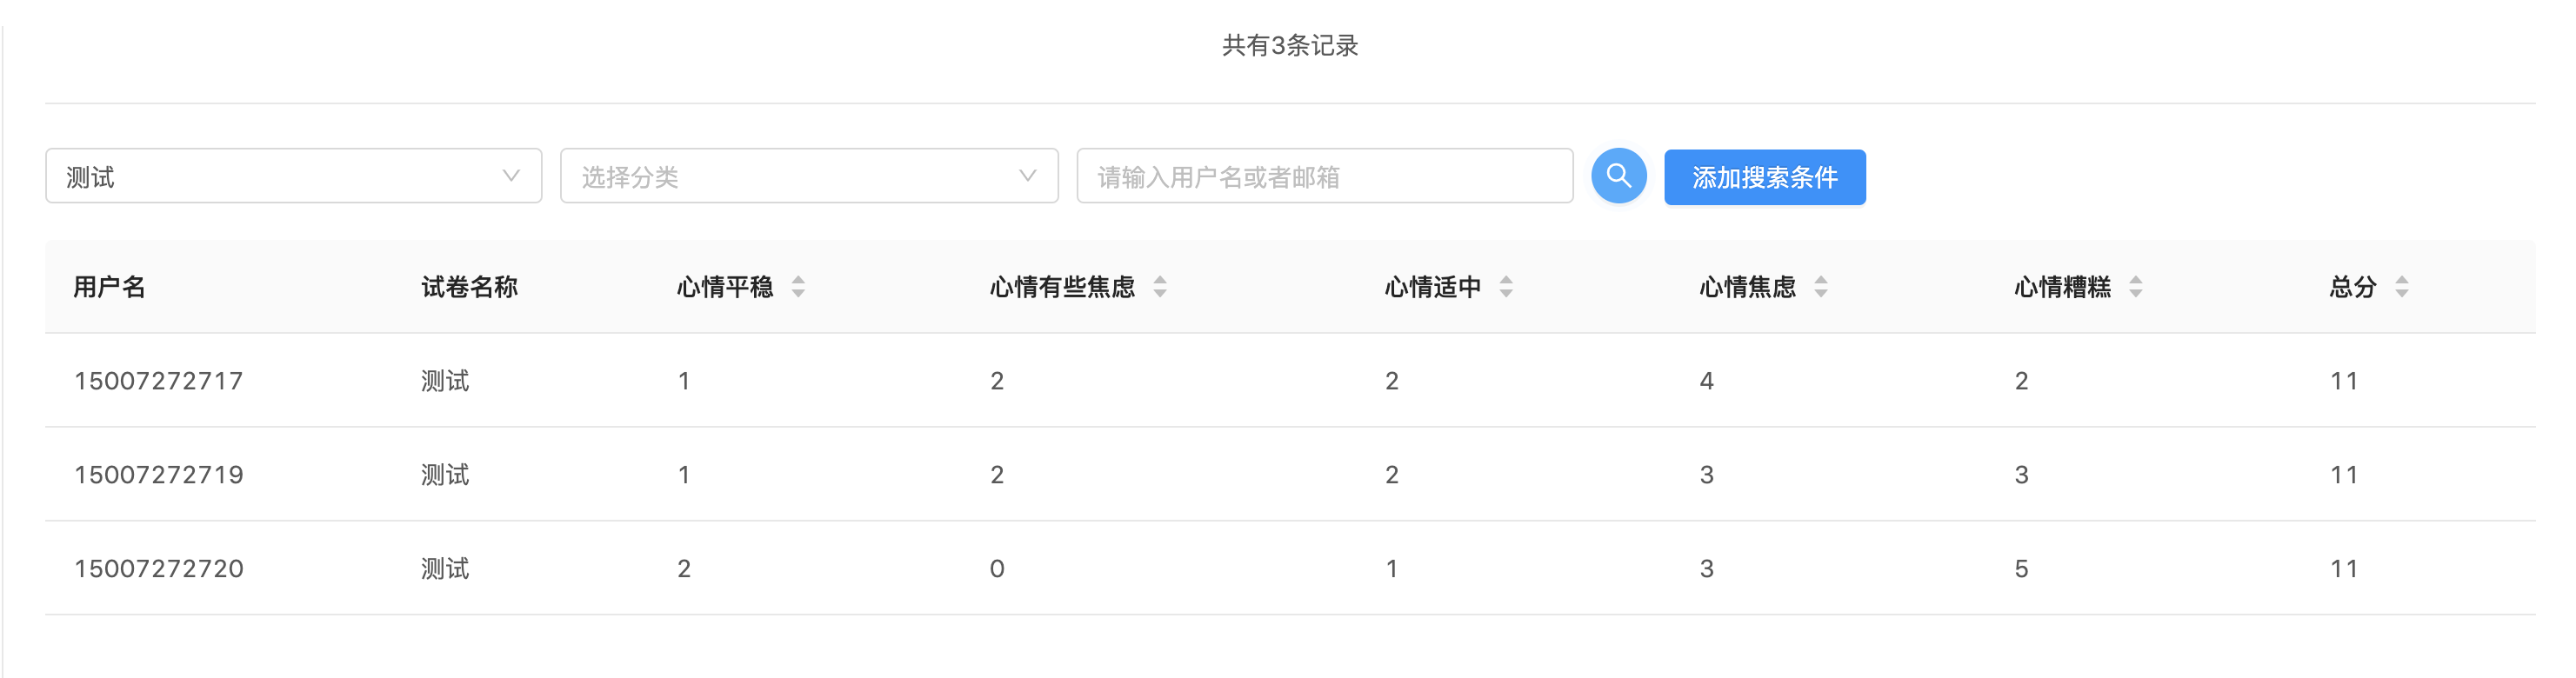 共有3条记录
测试 选择分类 请输入用户名或者邮箱 添加搜索条件
用户名 试卷名称 心情平稳 心情有些焦虑 心情适中 心情焦虑 心情糟糕 总分
15007272717 测试 1 2 2 4 2 11
15007272719 测试 1 2 2 3 3 11
15007272720 测试 2 0 1 3 5 11